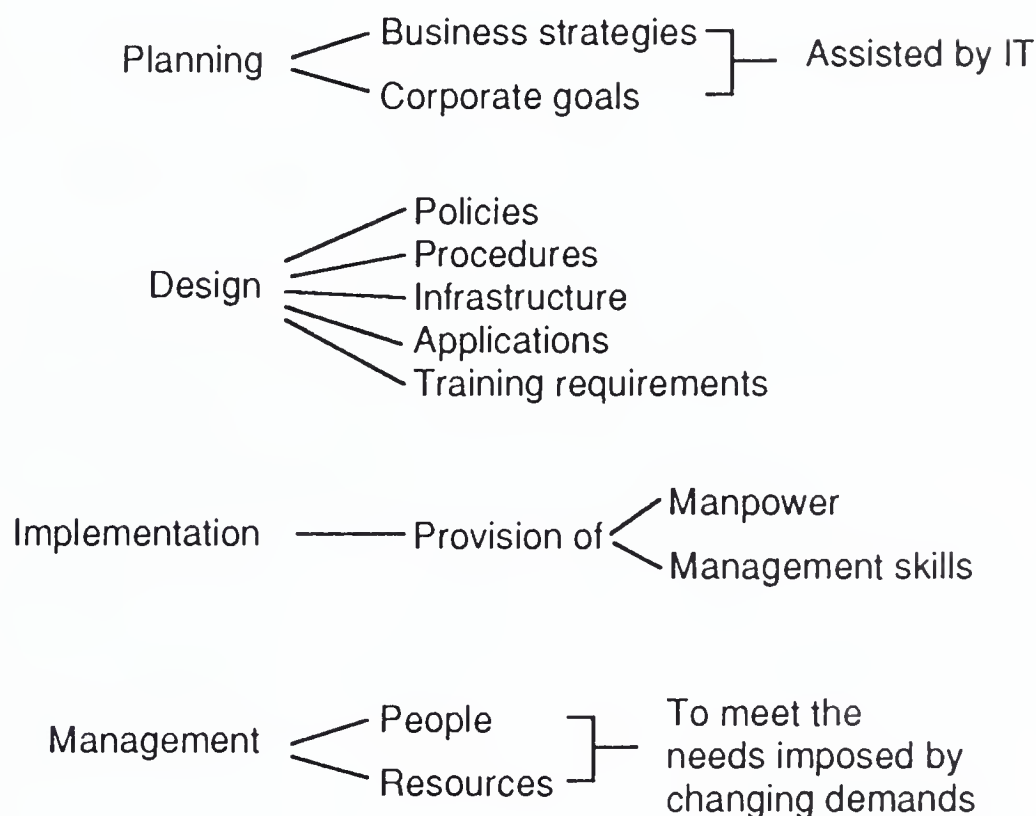 Planning
Business strategies
Corporate goals
Assisted by IT
Design
Policies
Procedures
Infrastructure
Applications
Training requirements
Implementation
Provision of
Manpower
Management skills
Management
People
Resources
To meet the
needs imposed by
changing demands